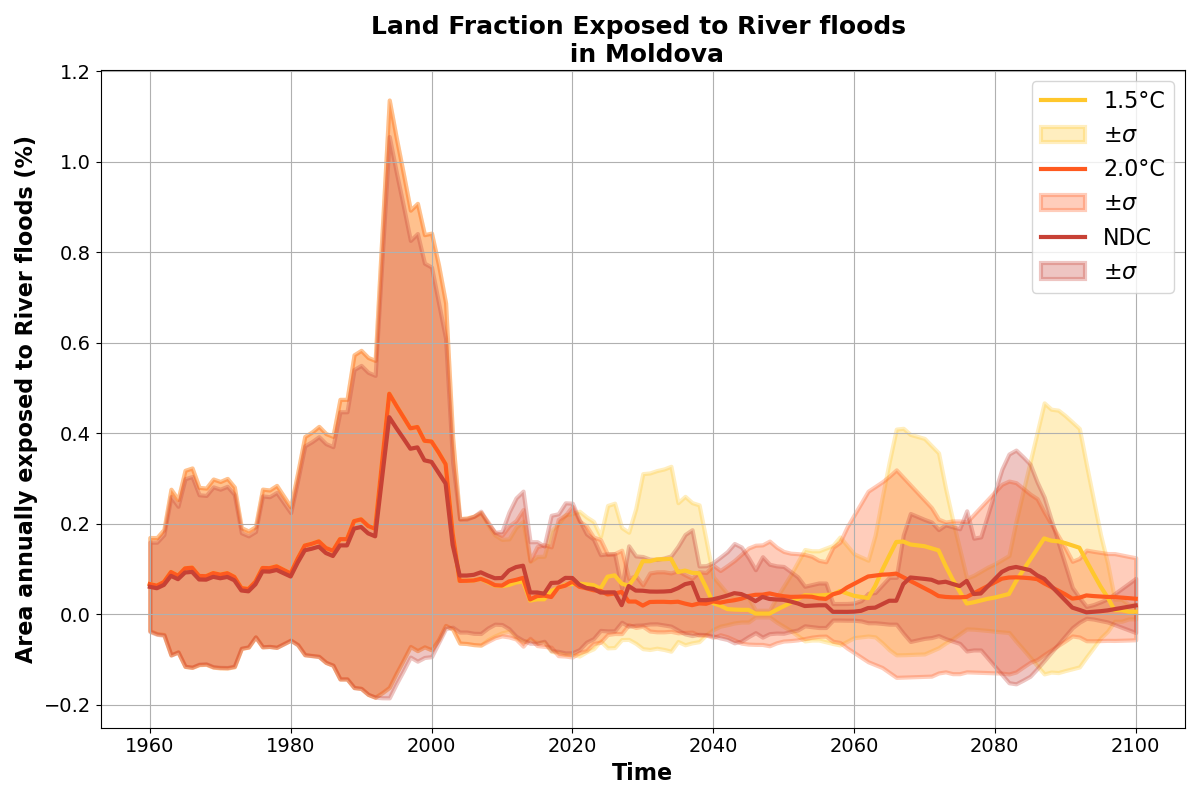 Land Fraction Exposed to River floods
in Moldova
Area annually exposed to River floods (%)
1.2
1.0
0.8
0.6
0.4
0.2
0.0
−0.2
1960
1980
2000
2020
2040
2060
2080
2100
Time
1.5°C
±σ
2.0°C
±σ
NDC
±σ